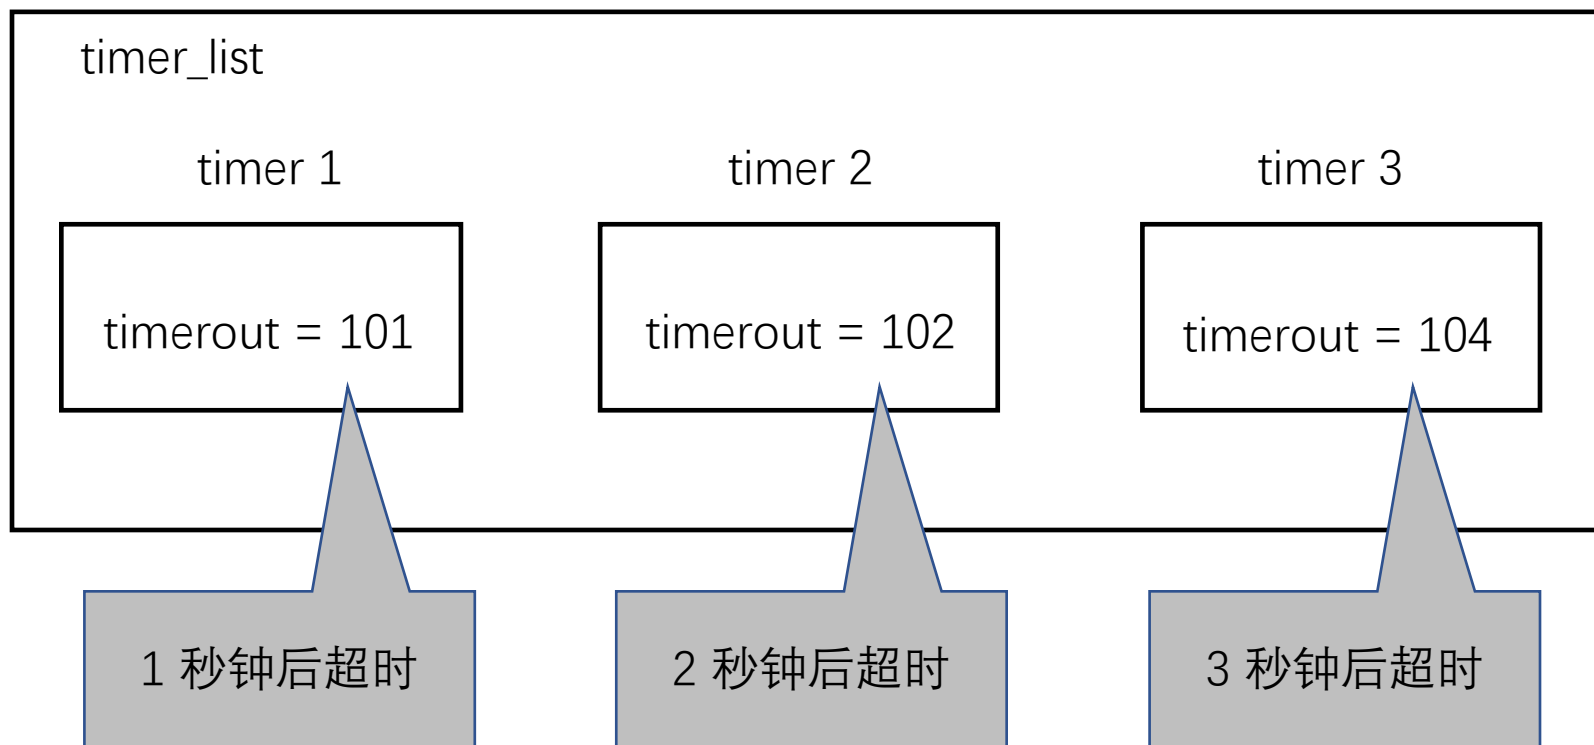 timer_list
timer 1
timer 2
timer 3
timerout = 101
timerout = 102
timerout = 104
1 秒钟后超时
2 秒钟后超时
3 秒钟后超时